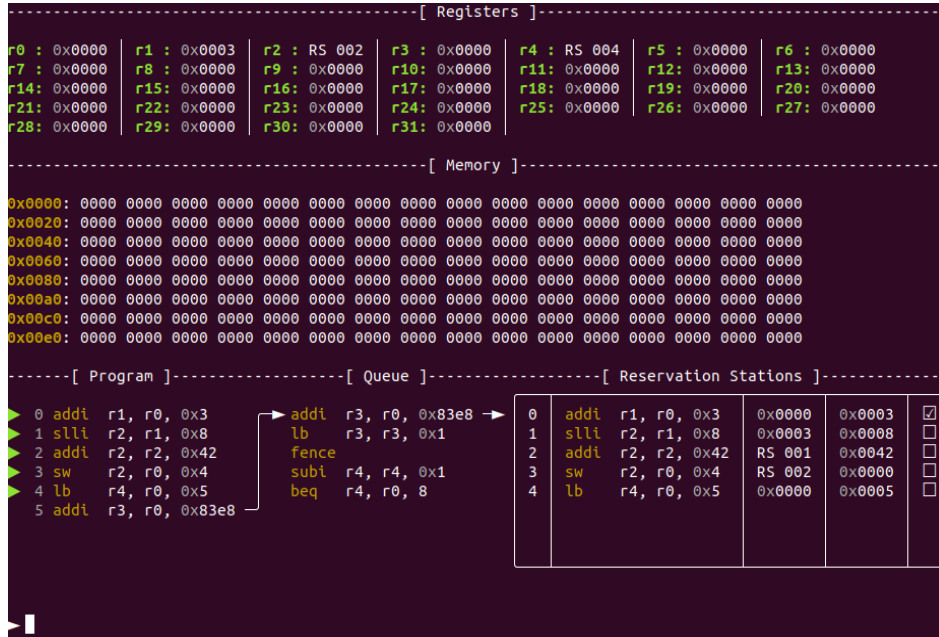 [ Registers ]
r0 : 0x0000 r1 : 0x0003 r2 : RS 002 r3 : 0x0000 r4 : RS 004 r5 : 0x0000 r6 : 0x0000
r7 : 0x0000 r8 : 0x0000 r9 : 0x0000 r10: 0x0000 r11: 0x0000 r12: 0x0000 r13: 0x0000
r14: 0x0000 r15: 0x0000 r16: 0x0000 r17: 0x0000 r18: 0x0000 r19: 0x0000 r20: 0x0000
r21: 0x0000 r22: 0x0000 r23: 0x0000 r24: 0x0000 r25: 0x0000 r26: 0x0000 r27: 0x0000
r28: 0x0000 r29: 0x0000 r30: 0x0000 r31: 0x0000
[ Memory ]
0x0000: 0000 0000 0000 0000 0000 0000 0000 0000 0000 0000 0000 0000 0000 0000 0000 0000
0x0020: 0000 0000 0000 0000 0000 0000 0000 0000 0000 0000 0000 0000 0000 0000 0000 0000
0x0040: 0000 0000 0000 0000 0000 0000 0000 0000 0000 0000 0000 0000 0000 0000 0000 0000
0x0060: 0000 0000 0000 0000 0000 0000 0000 0000 0000 0000 0000 0000 0000 0000 0000 0000
0x0080: 0000 0000 0000 0000 0000 0000 0000 0000 0000 0000 0000 0000 0000 0000 0000 0000
0x00a0: 0000 0000 0000 0000 0000 0000 0000 0000 0000 0000 0000 0000 0000 0000 0000 0000
0x00c0: 0000 0000 0000 0000 0000 0000 0000 0000 0000 0000 0000 0000 0000 0000 0000 0000
0x00e0: 0000 0000 0000 0000 0000 0000 0000 0000 0000 0000 0000 0000 0000 0000 0000 0000
[ Program ] [ Queue ] [ Reservation Stations ]
0 addi r1, r0, 0x3 addi r3, r0, 0x83e8 0 addi r1, r0, 0x3 0x0000 0x0003 ☑
1 slli r2, r1, 0x8 lb r3, r3, 0x1 1 slli r2, r1, 0x8 0x0003 0x0008 ☐
2 addi r2, r2, 0x42 fence 2 addi r2, r2, 0x42 RS 001 0x0042 ☐
3 sw r2, r0, 0x4 subi r4, r4, 0x1 3 sw r2, r0, 0x4 RS 002 0x0000 ☐
4 lb r4, r0, 0x5 beq r4, r0, 8 4 lb r4, r0, 0x5 0x0000 0x0005 ☐
5 addi r3, r0, 0x83e8